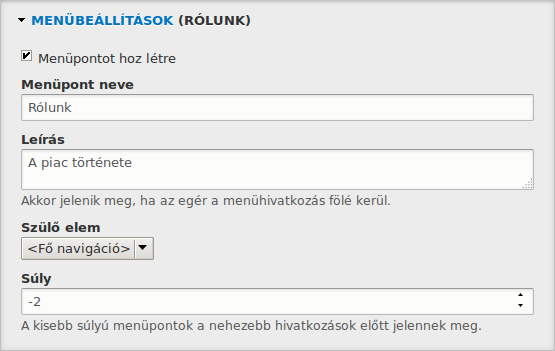 MENÜBEÁLLÍTÁSOK (RÓLUNK)
Menüpontot hoz létre
Menüpont neve
Rólunk
Leírás
A piac története
Akkor jelenik meg, ha az egér a menühivatkozás fölé kerül.
Szülő elem
<Fő navigáció>
Súly
-2
A kisebb súlyú menüpontok a nehezebb hivatkozások előtt jelennek meg.